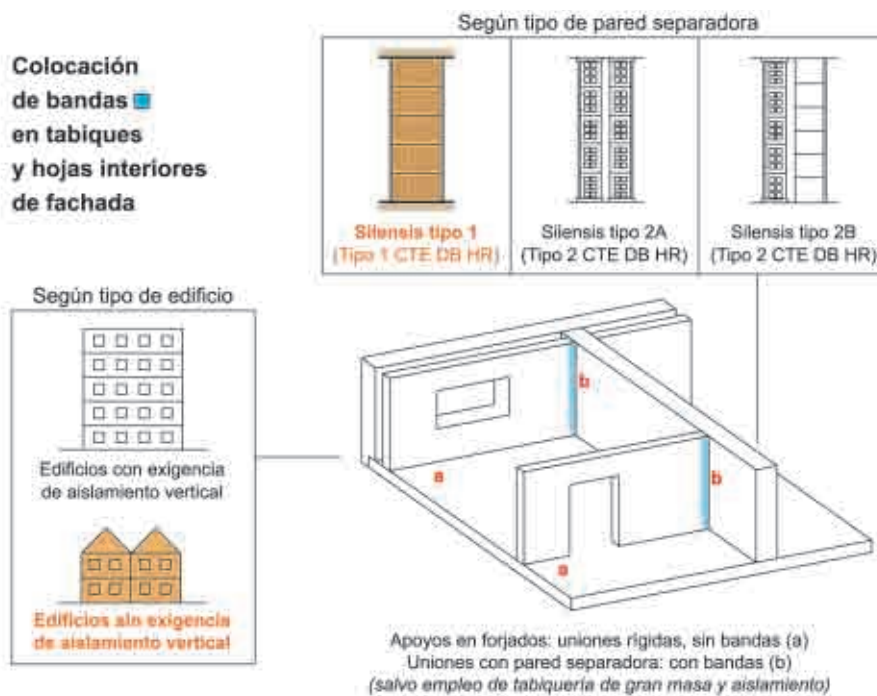 Según tipo de pared separadora
Colocación
de bandas
en tabiques
y hojas interiores
de fachada
Silensis tipo 1
(Tipo 1 CTE DB HR)
Silensis tipo 2A
(Tipo 2 CTE DB HR)
Silensis tipo 2B
(Tipo 2 CTE DB HR)
Según tipo de edificio
Edificios con exigencia
de aislamiento vertical
Edificios sin exigencia
de aislamiento vertical
b
a
b
a
Apoyos en forjados: uniones rígidas, sin bandas (a)
Uniones con pared separadora: con bandas (b)
(salvo empleo de tabiquería de gran masa y aislamiento)